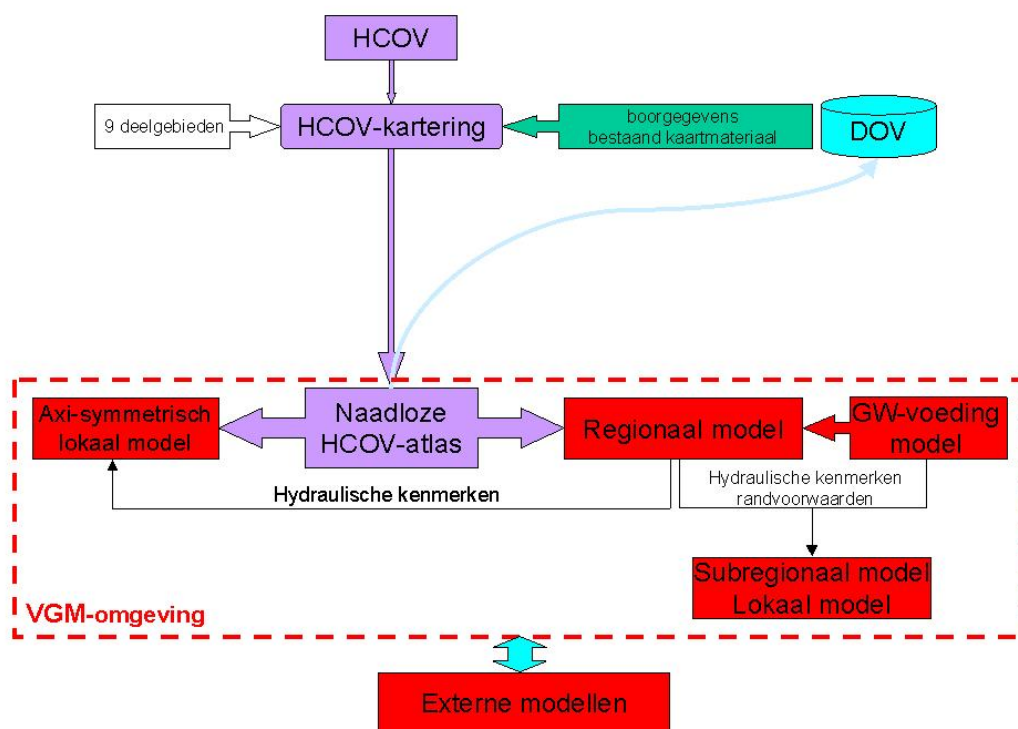 HCOV
9 deelgebieden
HCOV-kartering
boorgegevens
bestaand kaartmateriaal
DOV
Axi-symmetrisch
lokaal model
Naadloze
HCOV-atlas
Regionaal model
GW-voeding
model
Hydraulische kenmerken
Hydraulische kenmerken
randvoorwaarden
Subregionaal model
Lokaal model
VGM-omgeving
Externe modellen